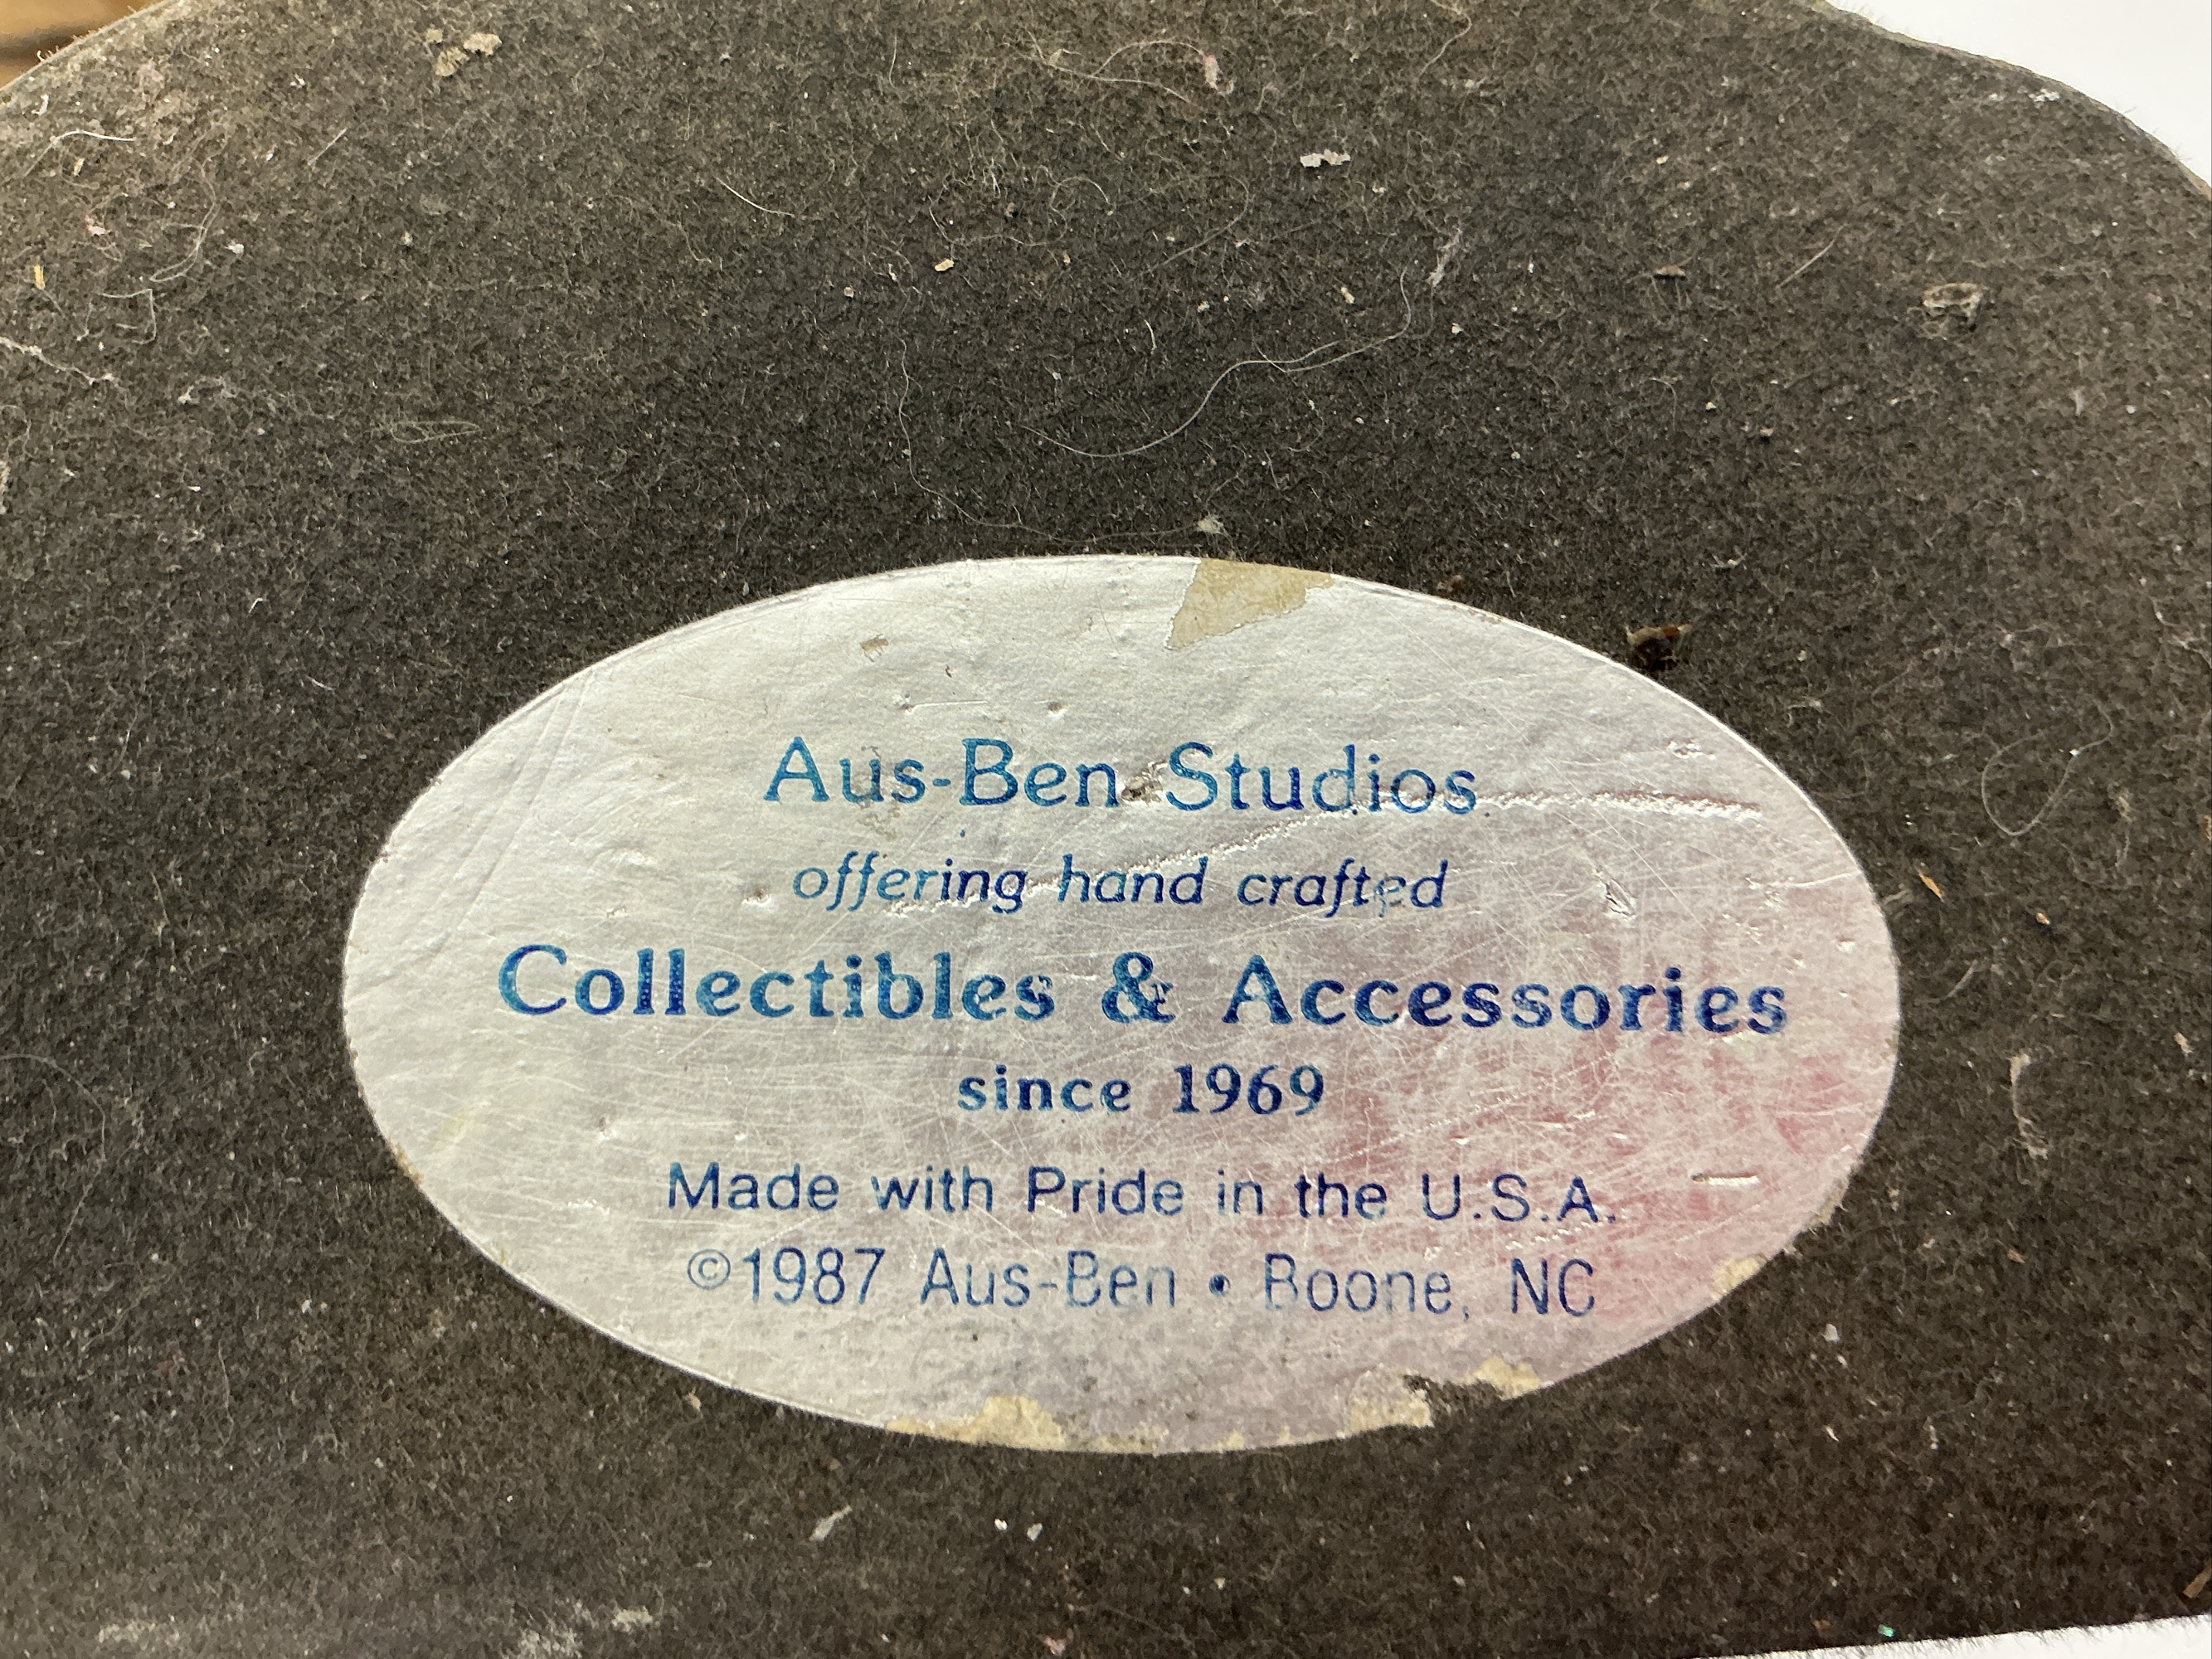 Aus-Ben Studios
offering hand crafted
Collectibles & Accessories
since 1969
Made with Pride in the U.S.A.
©1987 Aus-Ben • Boone, NC